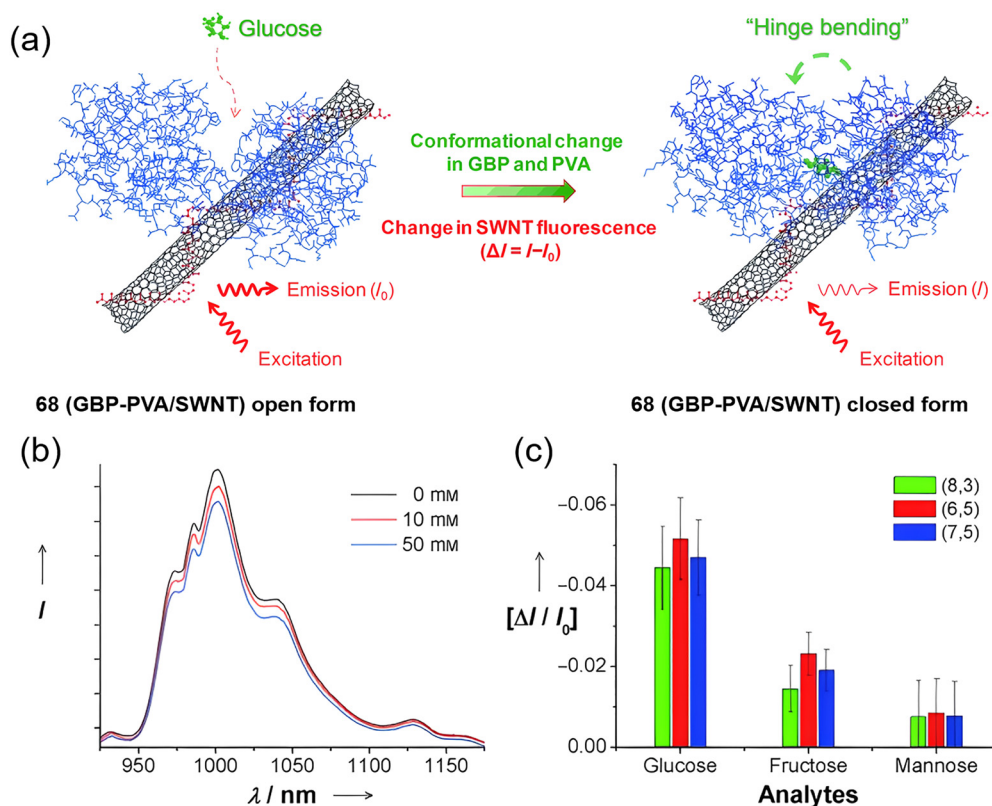 (a)
Glucose
"Hinge bending"
Conformational change
in GBP and PVA
Change in SWNT fluorescence
(ΔI = I–I₀)
Emission (I₀)
Excitation
Emission (I)
Excitation
68 (GBP-PVA/SWNT) open form
68 (GBP-PVA/SWNT) closed form
(b)
0 mM
10 mM
50 mM
I
950 1000 1050 1100 1150
λ / nm
(c)
(8,3)
(6,5)
(7,5)
–0.06
–0.04
–0.02
0.00
[ΔI / I₀]
Glucose Fructose Mannose
Analytes